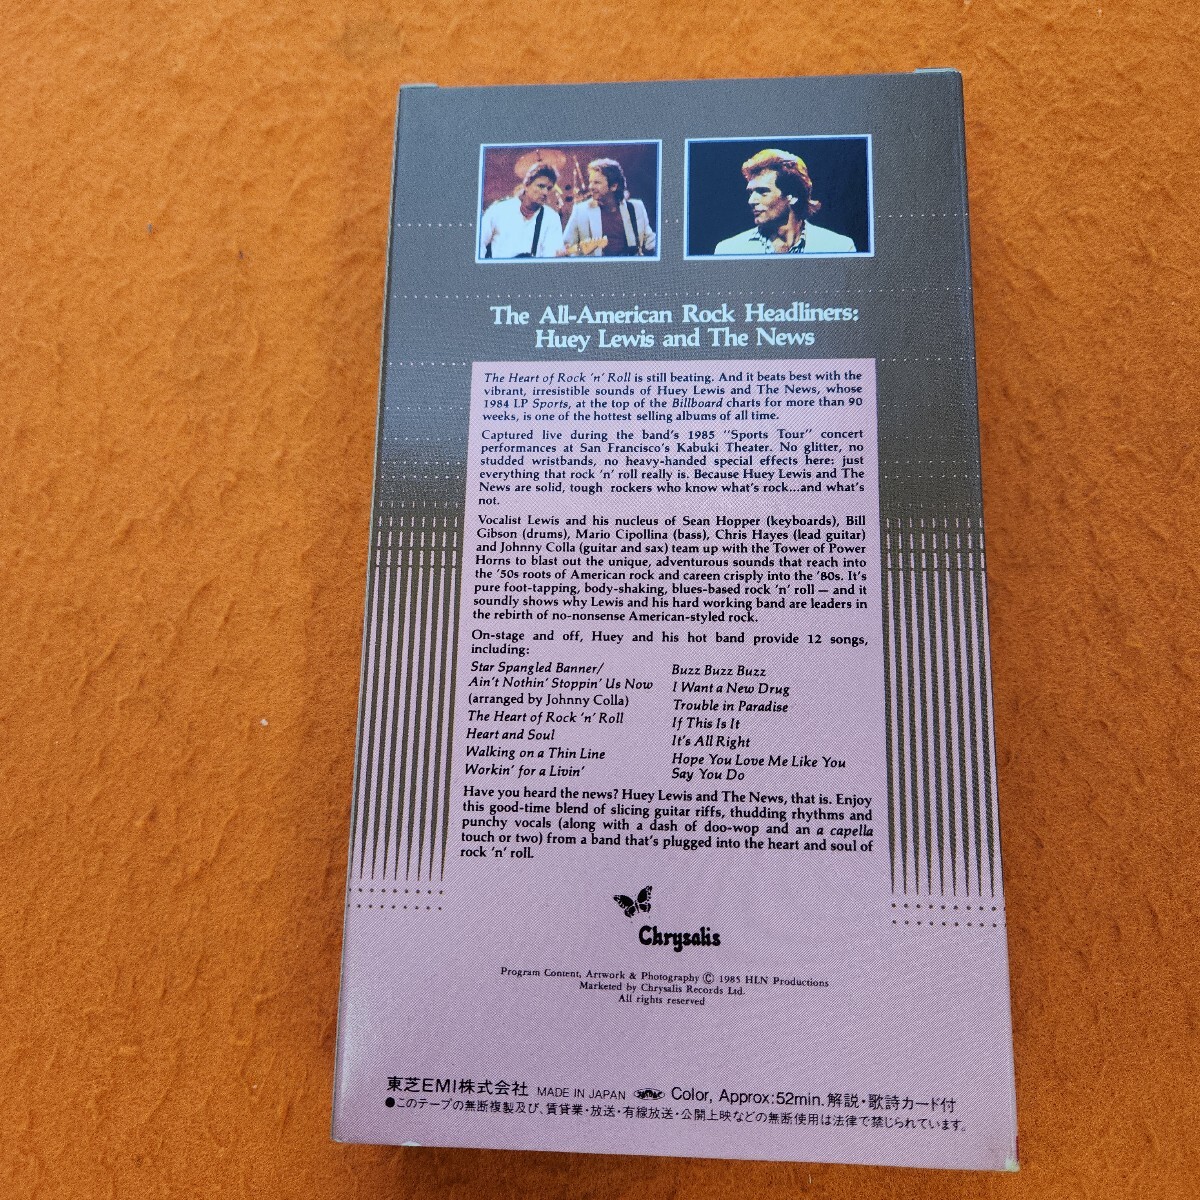 The All-American Rock Headliners:
Huey Lewis and The News
The Heart of Rock 'n' Roll is still beating. And it beats best with the
vibrant, irresistible sounds of Huey Lewis and The News, whose
1984 LP Sports, at the top of the Billboard charts for more than 90
weeks, is one of the hottest selling albums of all time.
Captured live during the band's 1985 "Sports Tour" concert
performances at San Francisco's Kabuki Theater. No glitter, no
studded wristbands, no heavy-handed special effects here: just
everything that rock 'n' roll really is. Because Huey Lewis and The
News are solid, tough rockers who know what's rock...and what's
not.
Vocalist Lewis and his nucleus of Sean Hopper (keyboards), Bill
Gibson (drums), Mario Cipollina (bass), Chris Hayes (lead guitar)
and Johnny Colla (guitar and sax) team up with the Tower of Power
Horns to blast out the unique, adventurous sounds that reach into
the '50s roots of American rock and careen crisply into the '80s. It's
pure foot-tapping, body-shaking, blues-based rock 'n' roll — and it
soundly shows why Lewis and his hard working band are leaders in
the rebirth of no-nonsense American-styled rock.
On-stage and off, Huey and his hot band provide 12 songs,
including:
Star Spangled Banner/
Ain't Nothin' Stoppin' Us Now
(arranged by Johnny Colla)
The Heart of Rock 'n' Roll
Heart and Soul
Walking on a Thin Line
Workin' for a Livin'
Buzz Buzz Buzz
I Want a New Drug
Trouble in Paradise
If This Is It
It's All Right
Hope You Love Me Like You
Say You Do
Have you heard the news? Huey Lewis and The News, that is. Enjoy
this good-time blend of slicing guitar riffs, thudding rhythms and
punchy vocals (along with a dash of doo-wop and an a capella
touch or two) from a band that's plugged into the heart and soul of
rock 'n' roll.
Chrysalis
Program Content, Artwork & Photography © 1985 HLN Productions
Marketed by Chrysalis Records Ltd.
All rights reserved
東芝EMI株式会社 MADE IN JAPAN Color, Approx:52min. 解説・歌詩カード付
●このテープの無断複製及び、賃貸業・放送・有線放送・公開上映などの無断使用は法律で禁じられています。